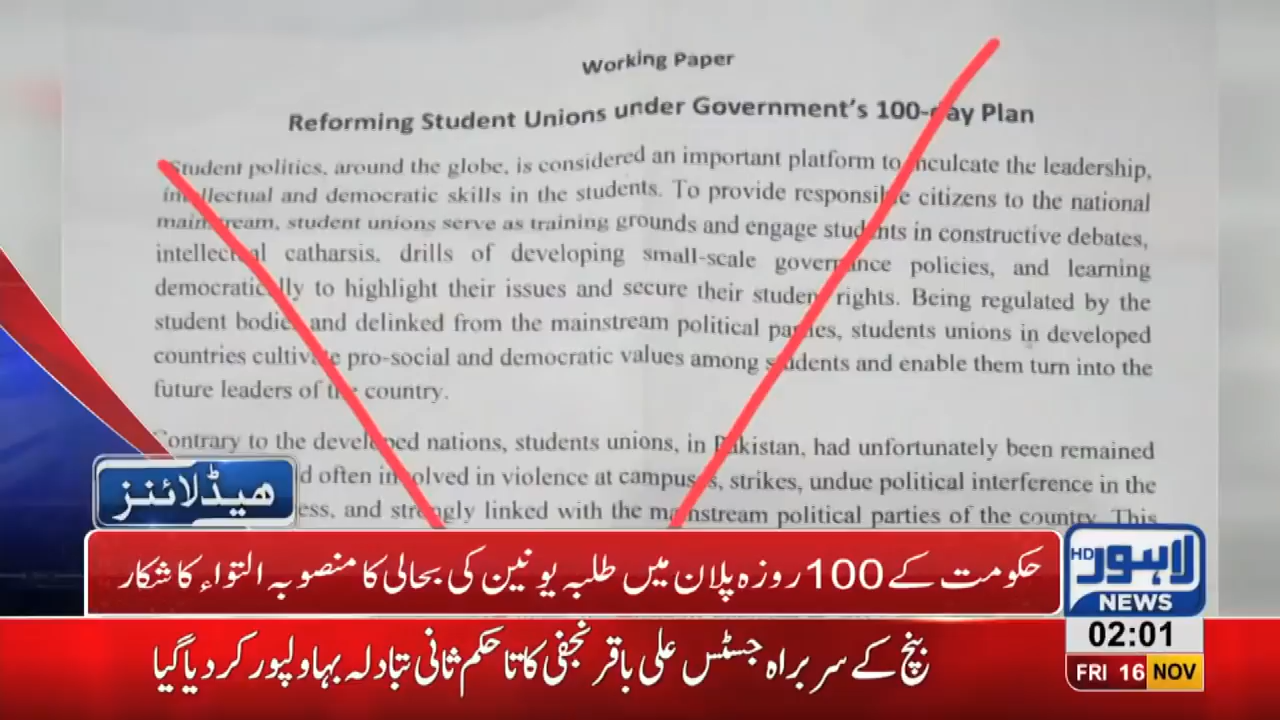 Working Paper
Reforming Student Unions under Government's 100-day Plan
Student politics, around the globe, is considered an important platform to inculcate the leadership,
intellectual and democratic skills in the students. To provide responsible citizens to the national
mainstream, student unions serve as training grounds and engage students in constructive debates,
intellectual catharsis, drills of developing small-scale governance policies, and learning
democratically to highlight their issues and secure their student rights. Being regulated by the
student bodies and delinked from the mainstream political parties, students unions in developed
countries cultivate pro-social and democratic values among students and enable them turn into the
future leaders of the country.
Contrary to the developed nations, students unions, in Pakistan, had unfortunately been remained
often involved in violence at campuses, strikes, undue political interference in the
and strongly linked with the mainstream political parties of the country. This
ھیڈلائنز
حکومت کے 100 روزہ پلان میں طلبہ یونین کی بحالی کا منصوبہ التواء کا شکار
HD لاہور
NEWS
02:01
بنچ کے سربراہ جسٹس علی باقر نجفی کا تاحکم ثانی تبادلہ بہاولپور کر دیا گیا
FRI 16 NOV